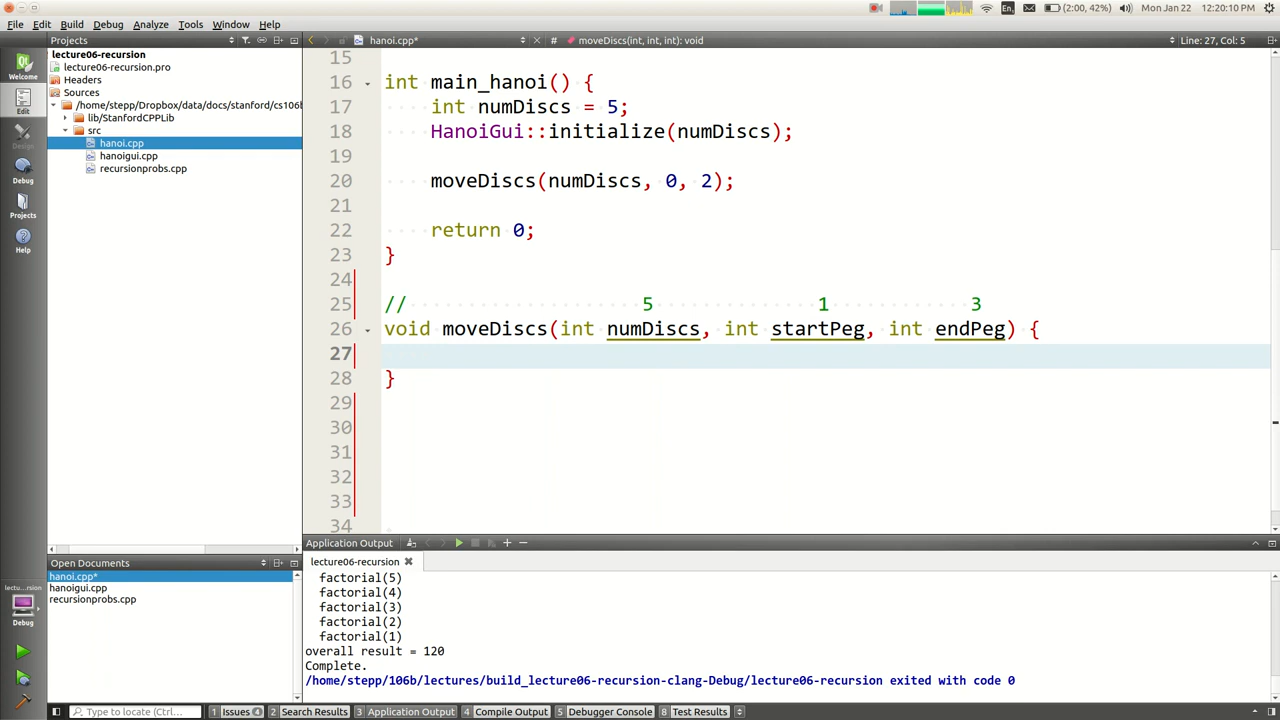 (2:00, 42%) Mon Jan 22 12:20:10
File Edit Build Debug Analyze Tools Window Help
Projects
hanoi.cpp*
# moveDiscs(int, int, int): void
Line: 27, Col: 5
Welcome
Edit
Design
Debug
Projects
Help
lecture06-recursion
lecture06-recursion.pro
Headers
Sources
/home/stepp/Dropbox/data/docs/stanford/cs106b
lib/StanfordCPPLib
src
hanoi.cpp
hanoigui.cpp
recursionprobs.cpp
15
16 int main_hanoi() {
17 int numDiscs = 5;
18 HanoiGui::initialize(numDiscs);
19
20 moveDiscs(numDiscs, 0, 2);
21
22 return 0;
23 }
24
25 // 5 1 3
26 void moveDiscs(int numDiscs, int startPeg, int endPeg) {
27
28 }
29
30
31
32
33
34
Open Documents
hanoi.cpp*
hanoigui.cpp
recursionprobs.cpp
lectu...rsion
Debug
Application Output
lecture06-recursion
factorial(5)
factorial(4)
factorial(3)
factorial(2)
factorial(1)
overall result = 120
Complete.
/home/stepp/106b/lectures/build_lecture06-recursion-clang-Debug/lecture06-recursion exited with code 0
Type to locate (Ctrl...
1 Issues 4 2 Search Results 3 Application Output 4 Compile Output 5 Debugger Console 8 Test Results